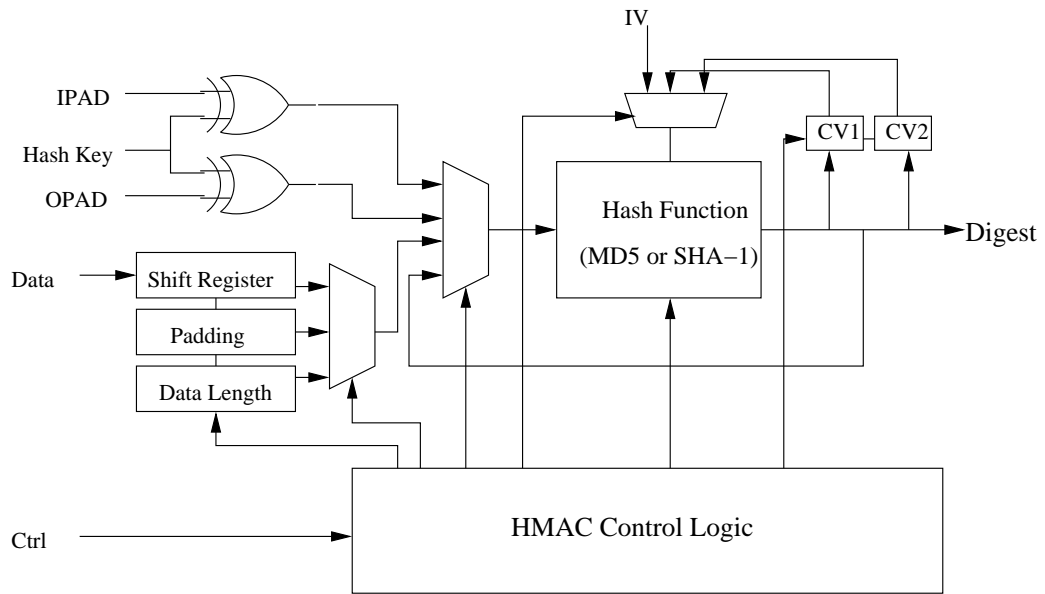 IV
IPAD
CV1
CV2
Hash Key
OPAD
Hash Function
(MD5 or SHA−1)
Digest
Data
Shift Register
Padding
Data Length
HMAC Control Logic
Ctrl